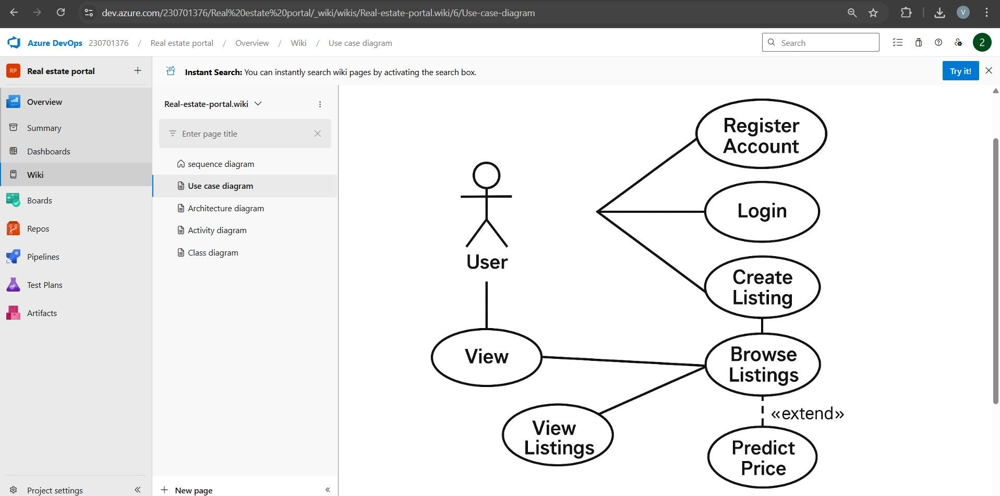 dev.azure.com/230701376/Real%20estate%20portal/_wiki/wikis/Real-estate-portal.wiki/6/Use-case-diagram
V
Azure DevOps 230701376 / Real estate portal / Overview / Wiki / Use case diagram
Search
2
RP Real estate portal
Instant Search: You can instantly search wiki pages by activating the search box.
Try it!
Overview
Summary
Dashboards
Wiki
Boards
Repos
Pipelines
Test Plans
Artifacts
Project settings
Real-estate-portal.wiki
Enter page title
sequence diagram
Use case diagram
Architecture diagram
Activity diagram
Class diagram
New page
Register
Account
Login
User
Create
Listing
View
Browse
Listings
«extend»
View
Listings
Predict
Price